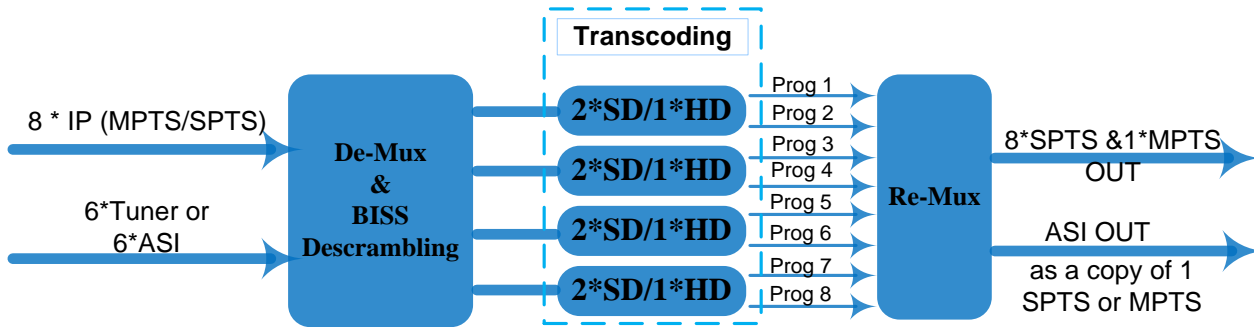 Transcoding
8 * IP (MPTS/SPTS)
6*Tuner or
6*ASI
De-Mux
&
BISS
Descrambling
2*SD/1*HD
2*SD/1*HD
2*SD/1*HD
2*SD/1*HD
Prog 1
Prog 2
Prog 3
Prog 4
Prog 5
Prog 6
Prog 7
Prog 8
Re-Mux
8*SPTS &1*MPTS
OUT
ASI OUT
as a copy of 1
SPTS or MPTS